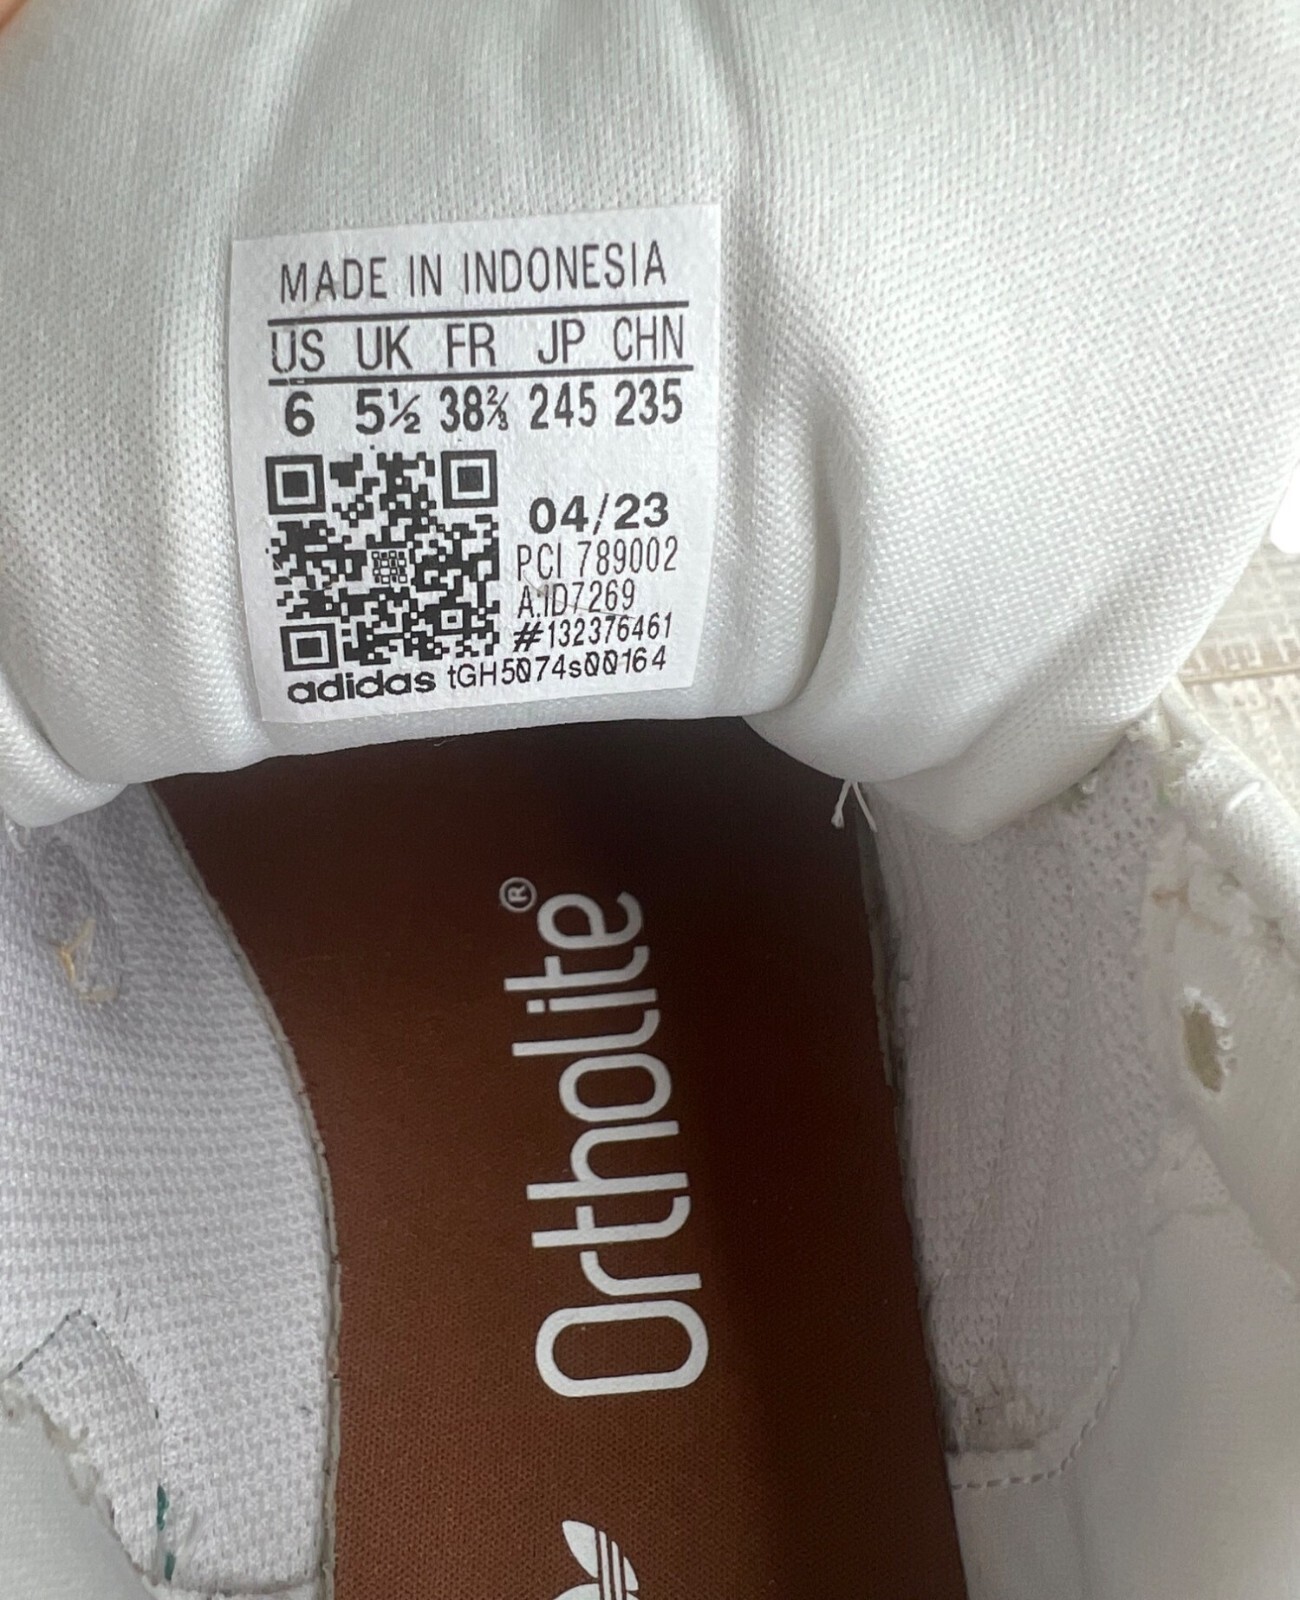 MADE IN INDONESIA
US UK FR JP CHN
6 5½ 38⅔ 245 235
04/23
PCI 789002
A.ID7269
#132376461
adidas tGH5074s00164
Ortholite®